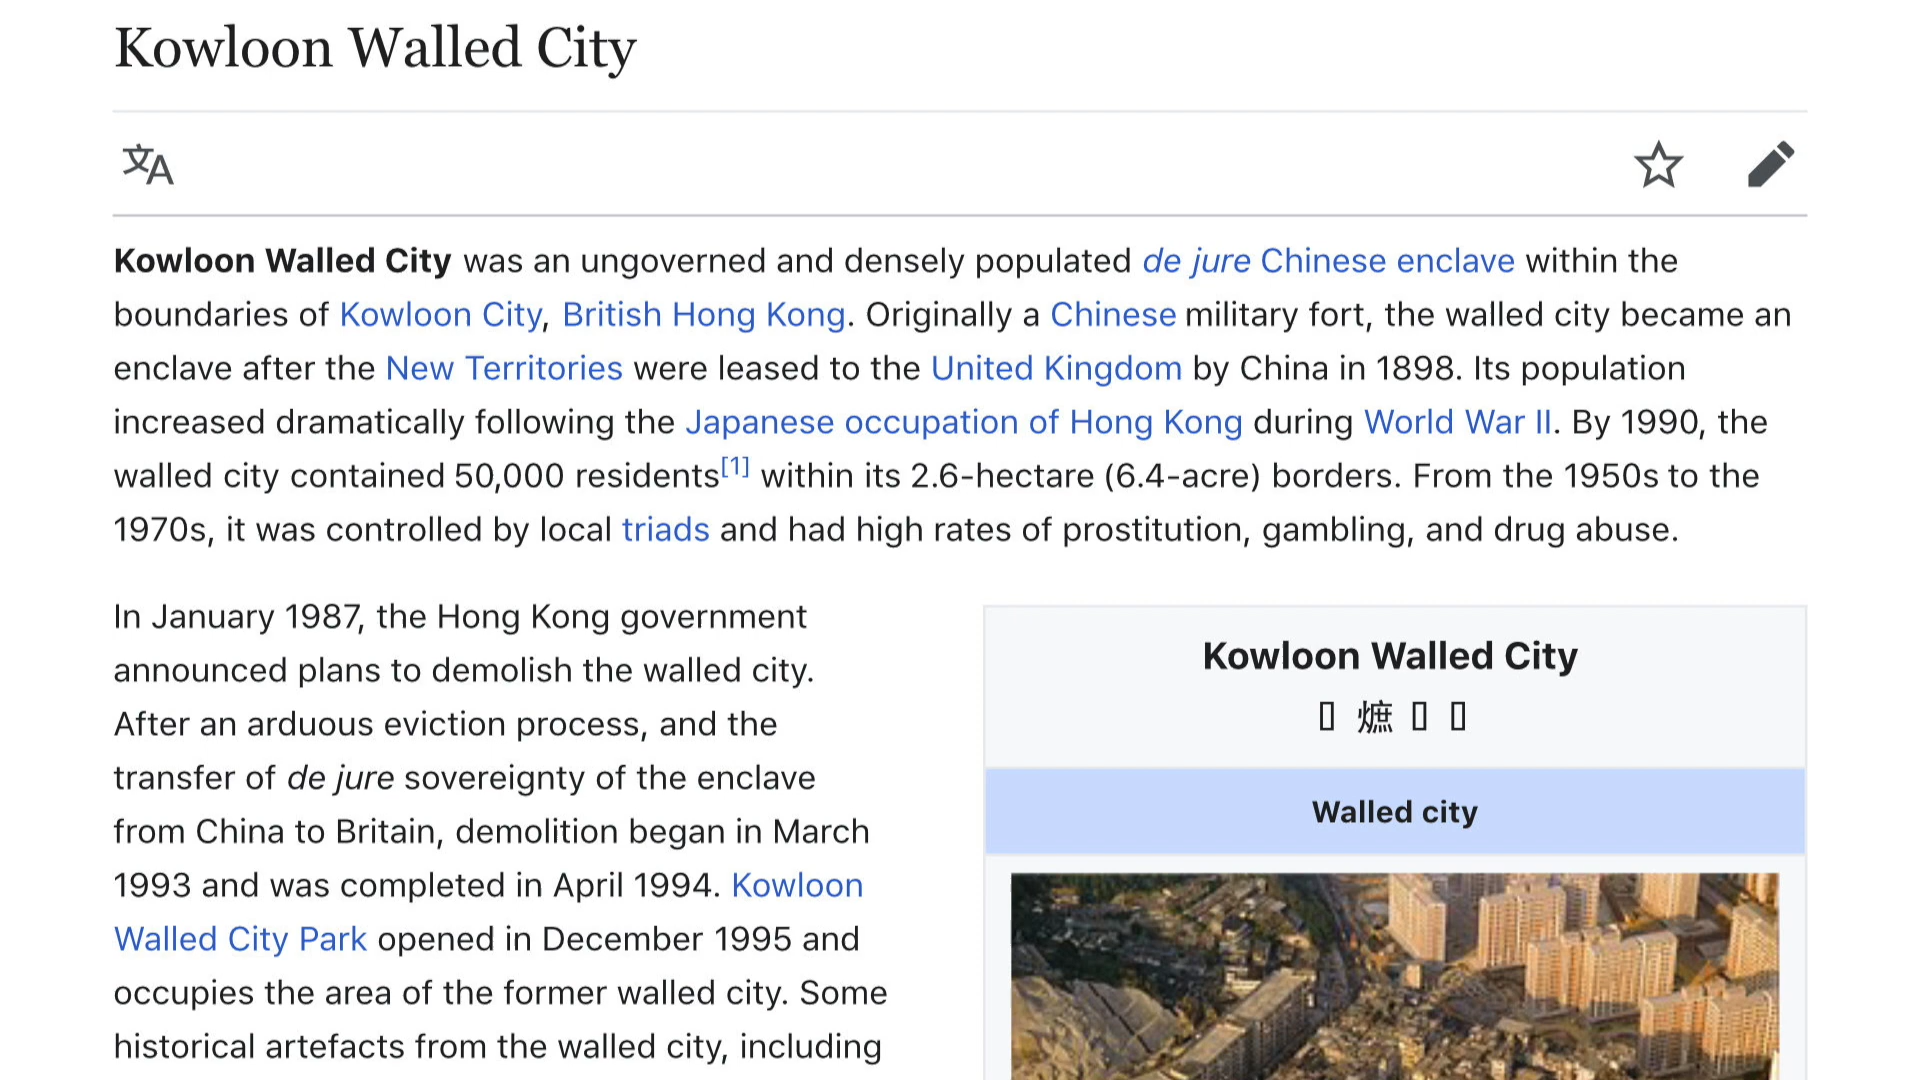 Kowloon Walled City
文A
Kowloon Walled City was an ungoverned and densely populated de jure Chinese enclave within the
boundaries of Kowloon City, British Hong Kong. Originally a Chinese military fort, the walled city became an
enclave after the New Territories were leased to the United Kingdom by China in 1898. Its population
increased dramatically following the Japanese occupation of Hong Kong during World War II. By 1990, the
walled city contained 50,000 residents[1] within its 2.6-hectare (6.4-acre) borders. From the 1950s to the
1970s, it was controlled by local triads and had high rates of prostitution, gambling, and drug abuse.
In January 1987, the Hong Kong government
announced plans to demolish the walled city.
After an arduous eviction process, and the
transfer of de jure sovereignty of the enclave
from China to Britain, demolition began in March
1993 and was completed in April 1994. Kowloon
Walled City Park opened in December 1995 and
occupies the area of the former walled city. Some
historical artefacts from the walled city, including
Kowloon Walled City
Walled city